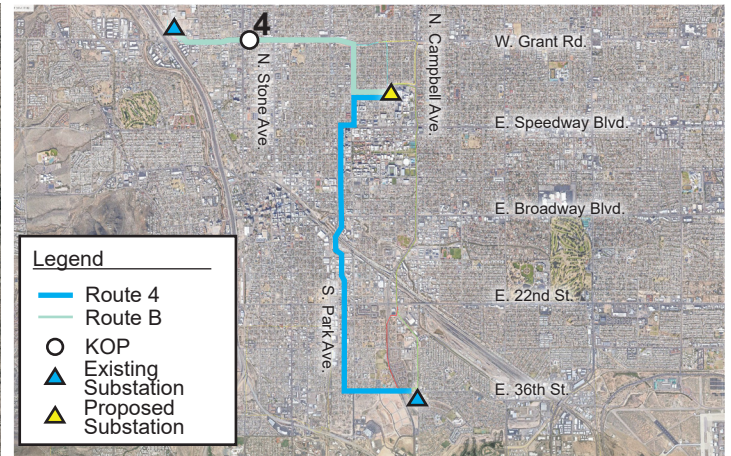 4
W. Grant Rd.
N. Stone Ave.
N. Campbell Ave.
E. Speedway Blvd.
E. Broadway Blvd.
E. 22nd St.
S. Park Ave.
E. 36th St.
Legend
Route 4
Route B
KOP
Existing
Substation
Proposed
Substation